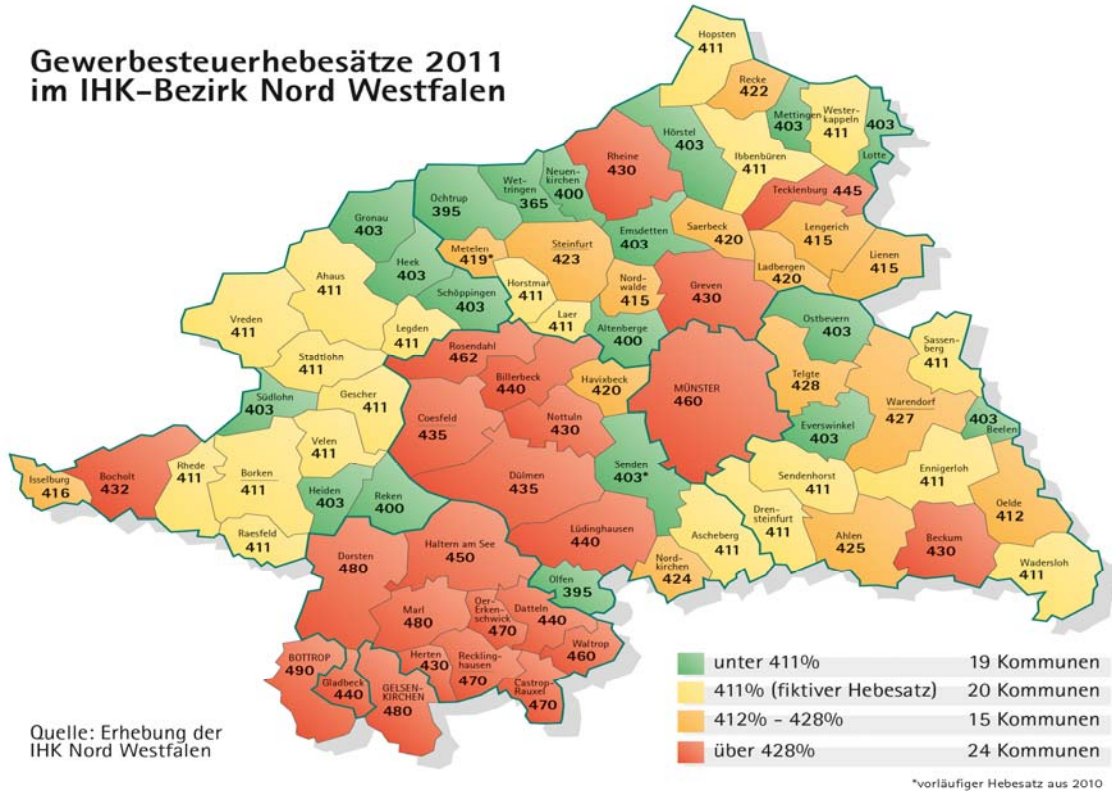 Gewerbesteuerhebesätze 2011
im IHK-Bezirk Nord Westfalen
Hopsten
411
Recke
422
Mettingen
403
Wester-
kappeln
411
403
Lotte
Hörstel
403
Ibbenbüren
411
Rheine
430
Neuen-
kirchen
400
Wet-
tringen
365
Ochtrup
395
Tecklenburg 445
Gronau
403
Emsdetten
403
Saerbeck
420
Lengerich
415
Lienen
415
Ladbergen
420
Metelen
419*
Steinfurt
423
Heek
403
Ahaus
411
Schöppingen
403
Horstmar
411
Nord-
walde
415
Greven
430
Laer
411
Altenberge
400
Ostbevern
403
Vreden
411
Legden
411
Sassen-
berg
411
Stadtlohn
411
Rosendahl
462
Billerbeck
440
Havixbeck
420
MÜNSTER
460
Telgte
428
Warendorf
427
Südlohn
403
Gescher
411
Coesfeld
435
Nottuln
430
Everswinkel
403
403
Beelen
Velen
411
Senden
403*
Sendenhorst
411
Ennigerloh
411
Isselburg
416
Bocholt
432
Rhede
411
Borken
411
Heiden
403
Reken
400
Dülmen
435
Oelde
412
Raesfeld
411
Lüdinghausen
440
Ascheberg
411
Dren-
steinfurt
411
Ahlen
425
Beckum
430
Wadersloh
411
Dorsten
480
Haltern am See
450
Nord-
kirchen
424
Olfen
395
Marl
480
Oer-
Erken-
schwick
470
Datteln
440
Waltrop
460
BOTTROP
490
Gladbeck
440
GELSEN-
KIRCHEN
480
Herten
430
Reckling-
hausen
470
Castrop-
Rauxel
470
unter 411% 19 Kommunen
411% (fiktiver Hebesatz) 20 Kommunen
412% - 428% 15 Kommunen
über 428% 24 Kommunen
Quelle: Erhebung der
IHK Nord Westfalen
*vorläufiger Hebesatz aus 2010